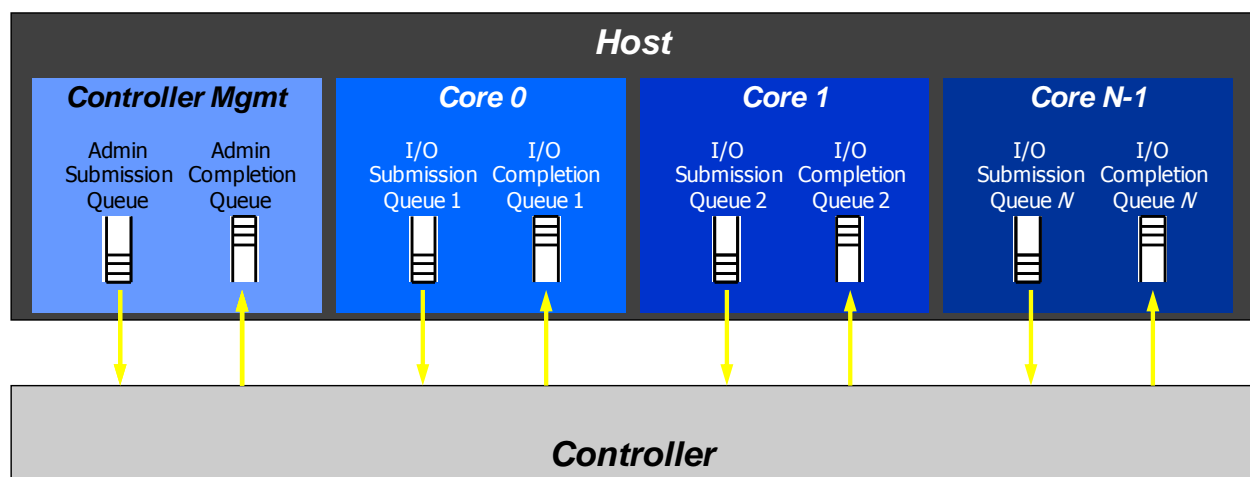 Host
Controller Mgmt
Admin
Submission
Queue
Admin
Completion
Queue
Core 0
I/O
Submission
Queue 1
I/O
Completion
Queue 1
Core 1
I/O
Submission
Queue 2
I/O
Completion
Queue 2
Core N-1
I/O
Submission
Queue N
I/O
Completion
Queue N
Controller